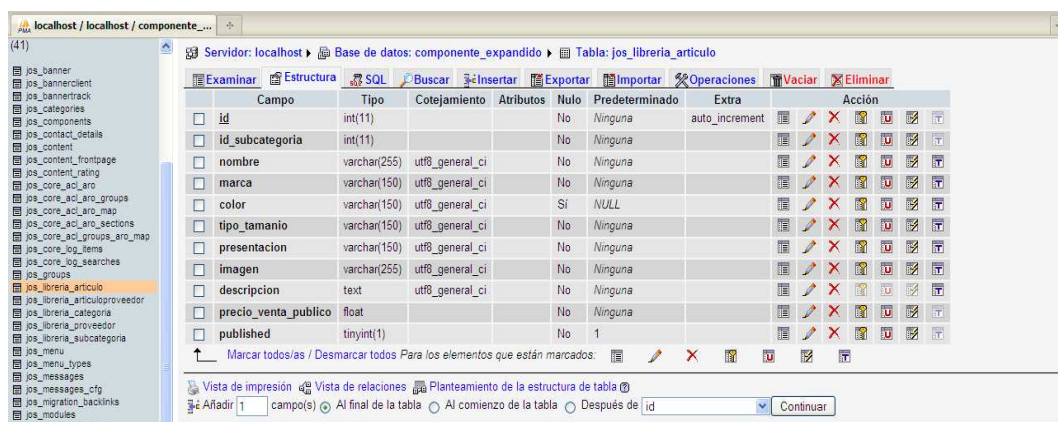 localhost / localhost / componente_...
(41)
jos_banner
jos_bannerclient
jos_bannertrack
jos_categories
jos_components
jos_contact_details
jos_content
jos_content_frontpage
jos_content_rating
jos_core_acl_aro
jos_core_acl_aro_groups
jos_core_acl_aro_map
jos_core_acl_aro_sections
jos_core_acl_groups_aro_map
jos_core_log_items
jos_core_log_searches
jos_groups
jos_libreria_articulo
jos_libreria_articuloproveedor
jos_libreria_categoria
jos_libreria_proveedor
jos_libreria_subcategoria
jos_menu
jos_menu_types
jos_messages
jos_messages_cfg
jos_migration_backlinks
jos_modules
Servidor: localhost Base de datos: componente_expandido Tabla: jos_libreria_articulo
Examinar Estructura SQL Buscar Insertar Exportar Importar Operaciones Vaciar Eliminar
Campo Tipo Cotejamiento Atributos Nulo Predeterminado Extra Acción
id int(11) No Ninguna auto_increment
id_subcategoria int(11) No Ninguna
nombre varchar(255) utf8_general_ci No Ninguna
marca varchar(150) utf8_general_ci No Ninguna
color varchar(150) utf8_general_ci Sí NULL
tipo_tamanio varchar(150) utf8_general_ci No Ninguna
presentacion varchar(150) utf8_general_ci No Ninguna
imagen varchar(255) utf8_general_ci No Ninguna
descripcion text utf8_general_ci No Ninguna
precio_venta_publico float No Ninguna
published tinyint(1) No 1
Marcar todos/as / Desmarcar todos Para los elementos que están marcados:
Vista de impresión Vista de relaciones Planteamiento de la estructura de tabla
Añadir 1 campo(s) Al final de la tabla Al comienzo de la tabla Después de id Continuar